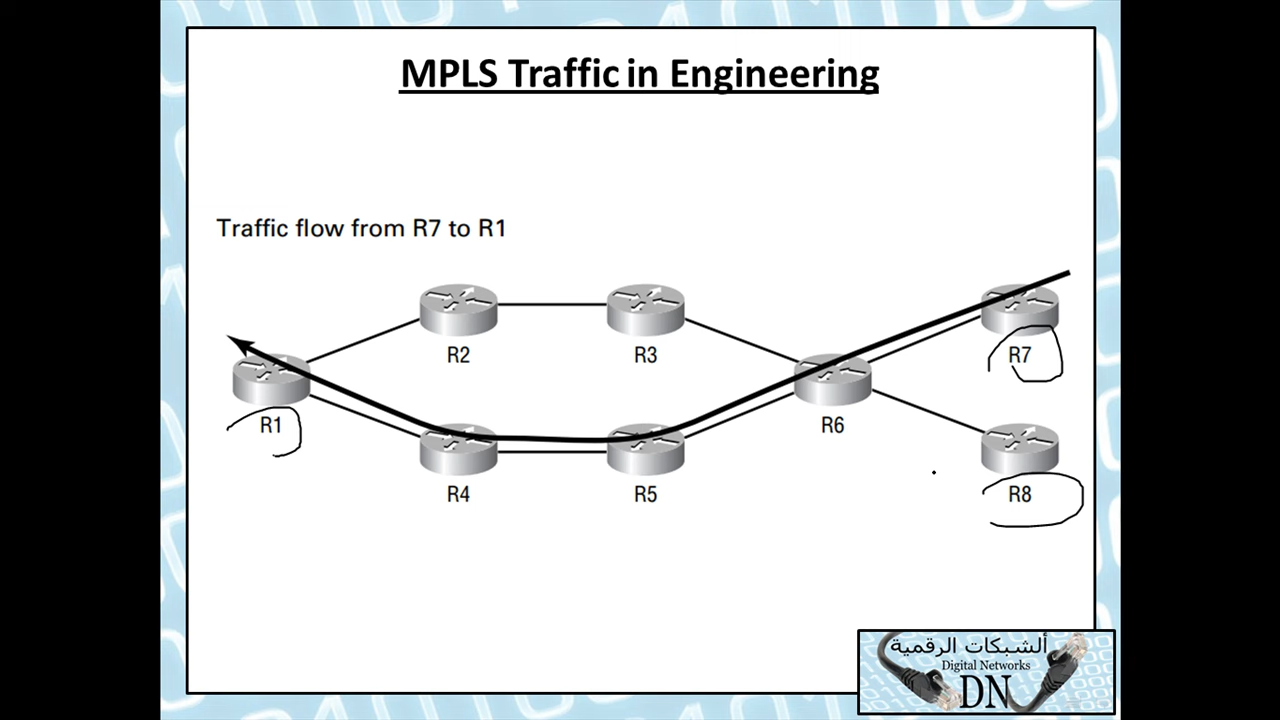 MPLS Traffic in Engineering
Traffic flow from R7 to R1
R2
R3
R7
R1
R6
R4
R5
R8
ألشبكات الرقمية
Digital Networks
DN